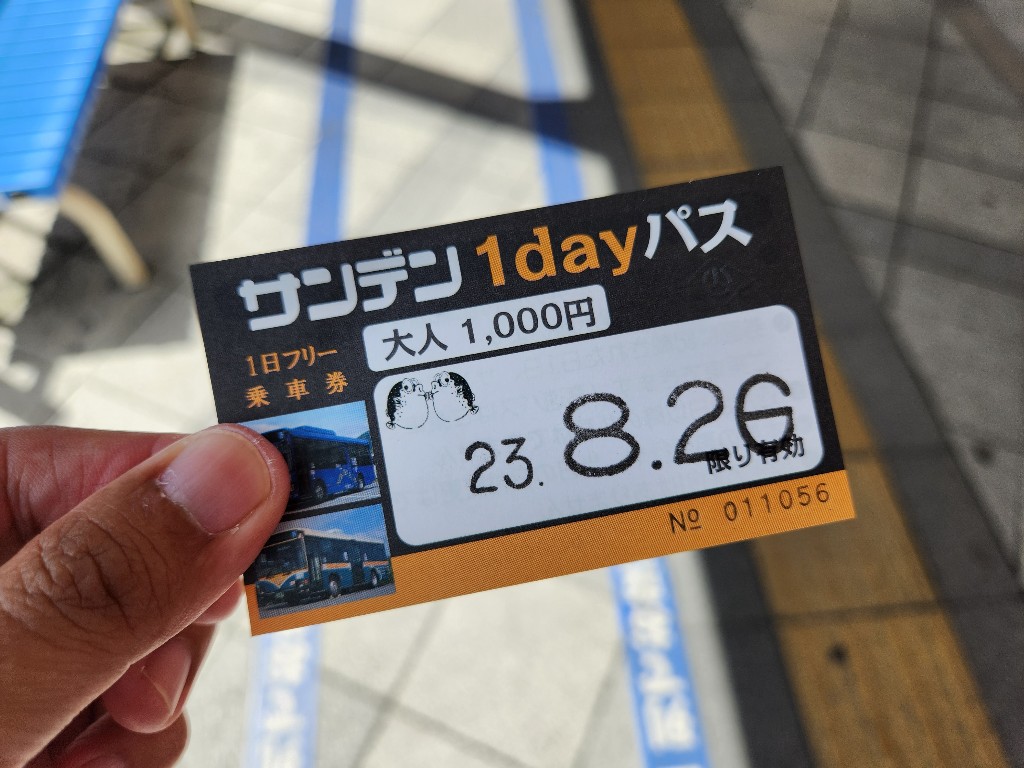 サンデン 1dayパス
大人 1,000円
1日フリー
乗車券
23. 8.26
限り有効
№ 011056